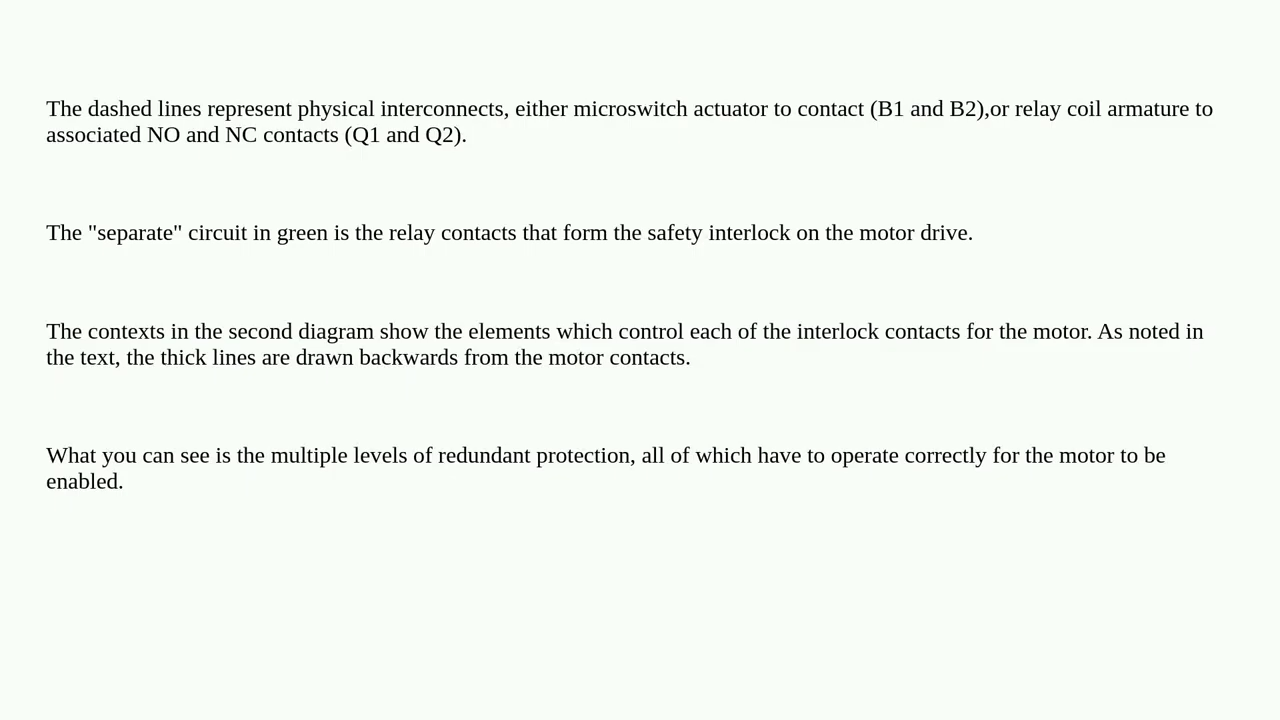 The dashed lines represent physical interconnects, either microswitch actuator to contact (B1 and B2),or relay coil armature to
associated NO and NC contacts (Q1 and Q2).
The "separate" circuit in green is the relay contacts that form the safety interlock on the motor drive.
The contexts in the second diagram show the elements which control each of the interlock contacts for the motor. As noted in
the text, the thick lines are drawn backwards from the motor contacts.
What you can see is the multiple levels of redundant protection, all of which have to operate correctly for the motor to be
enabled.